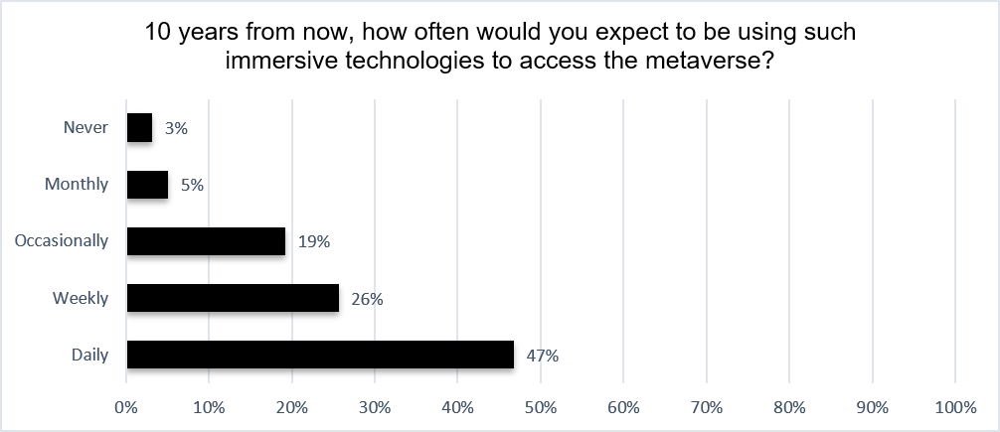 10 years from now, how often would you expect to be using such
immersive technologies to access the metaverse?
Never 3%
Monthly 5%
Occasionally 19%
Weekly 26%
Daily 47%
0% 10% 20% 30% 40% 50% 60% 70% 80% 90% 100%